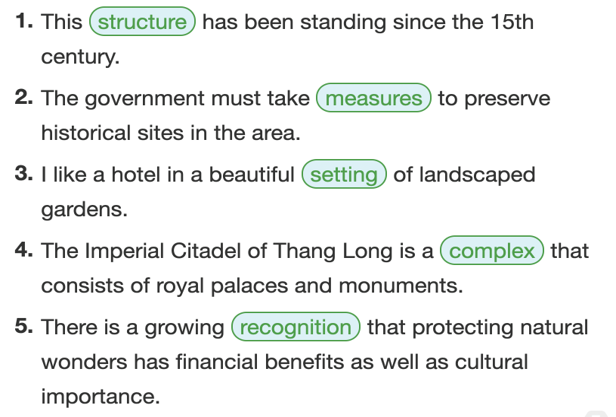 1. This structure has been standing since the 15th
century.
2. The government must take measures to preserve
historical sites in the area.
3. I like a hotel in a beautiful setting of landscaped
gardens.
4. The Imperial Citadel of Thang Long is a complex that
consists of royal palaces and monuments.
5. There is a growing recognition that protecting natural
wonders has financial benefits as well as cultural
importance.